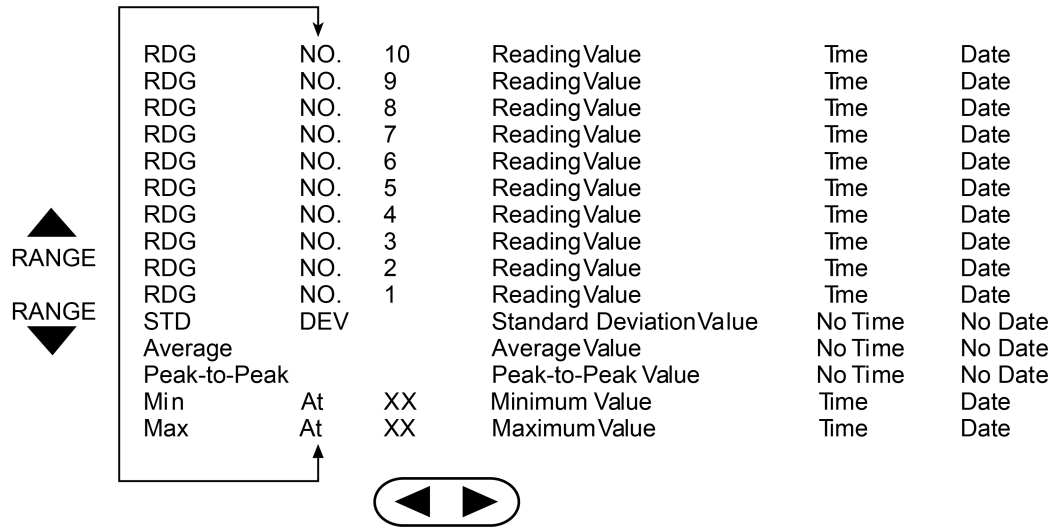 RDG NO. 10 Reading Value Tme Date
RDG NO. 9 Reading Value Tme Date
RDG NO. 8 Reading Value Tme Date
RDG NO. 7 Reading Value Tme Date
RDG NO. 6 Reading Value Tme Date
RDG NO. 5 Reading Value Tme Date
RDG NO. 4 Reading Value Tme Date
RDG NO. 3 Reading Value Tme Date
RDG NO. 2 Reading Value Tme Date
RDG NO. 1 Reading Value Tme Date
STD DEV Standard Deviation Value No Time No Date
Average Average Value No Time No Date
Peak-to-Peak Peak-to-Peak Value No Time No Date
Min At XX Minimum Value Time Date
Max At XX Maximum Value Time Date
RANGE
RANGE